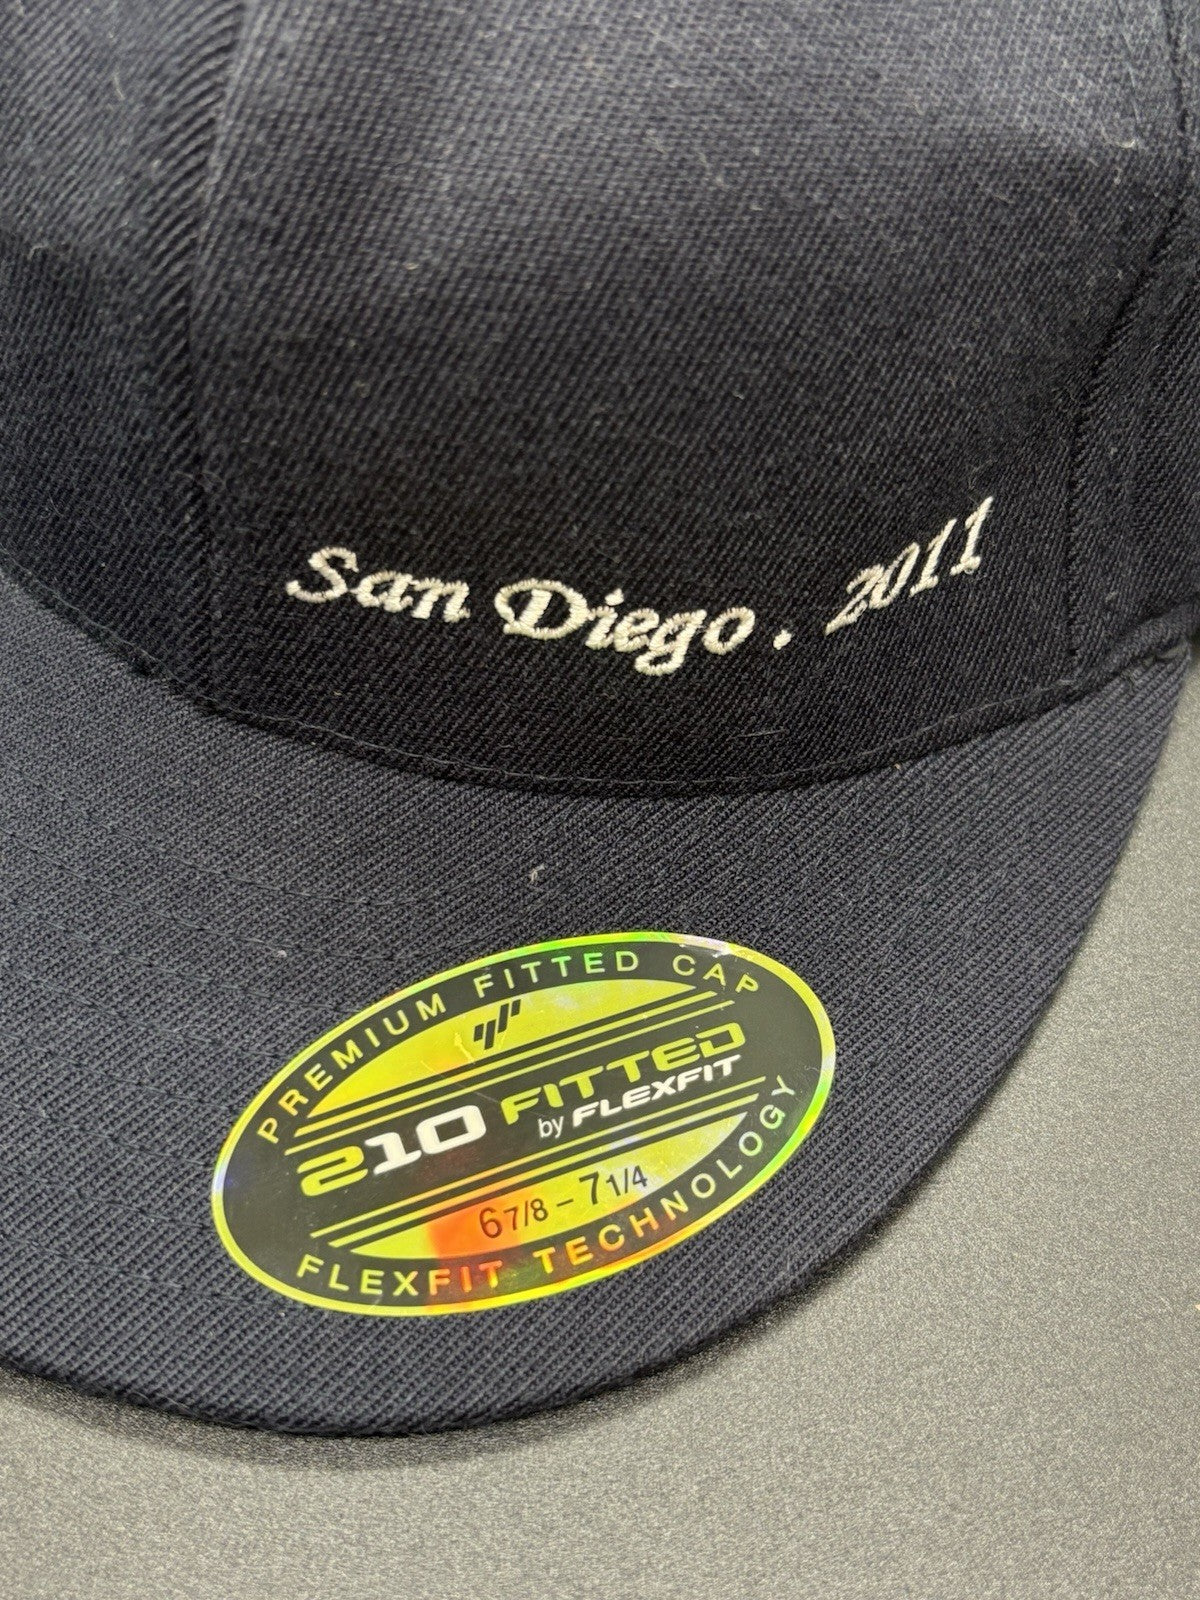 San Diego . 2011
PREMIUM FITTED CAP
210 FITTED
by FLEXFIT
6 7/8 – 7 1/4
FLEXFIT TECHNOLOGY